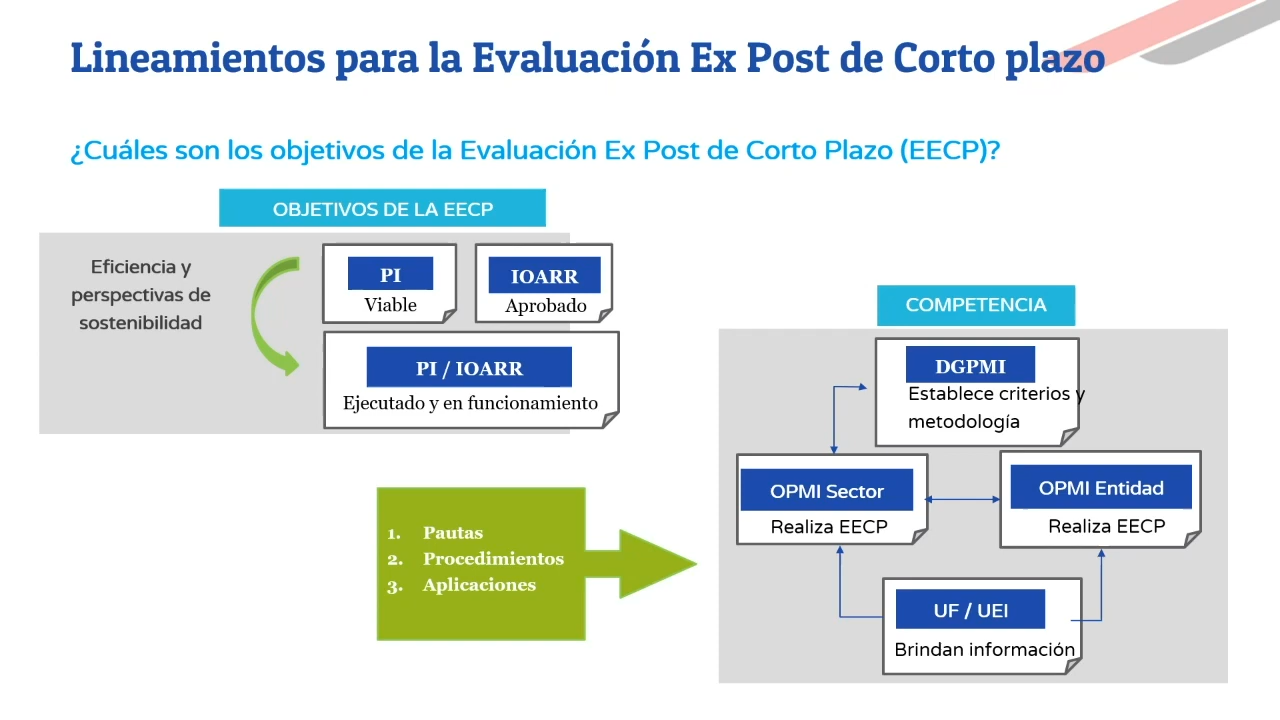 Lineamientos para la Evaluación Ex Post de Corto plazo
¿Cuáles son los objetivos de la Evaluación Ex Post de Corto Plazo (EECP)?
OBJETIVOS DE LA EECP
Eficiencia y
perspectivas de
sostenibilidad
PI
Viable
IOARR
Aprobado
PI / IOARR
Ejecutado y en funcionamiento
1. Pautas
2. Procedimientos
3. Aplicaciones
COMPETENCIA
DGPMI
Establece criterios y
metodología
OPMI Sector
Realiza EECP
OPMI Entidad
Realiza EECP
UF / UEI
Brindan información